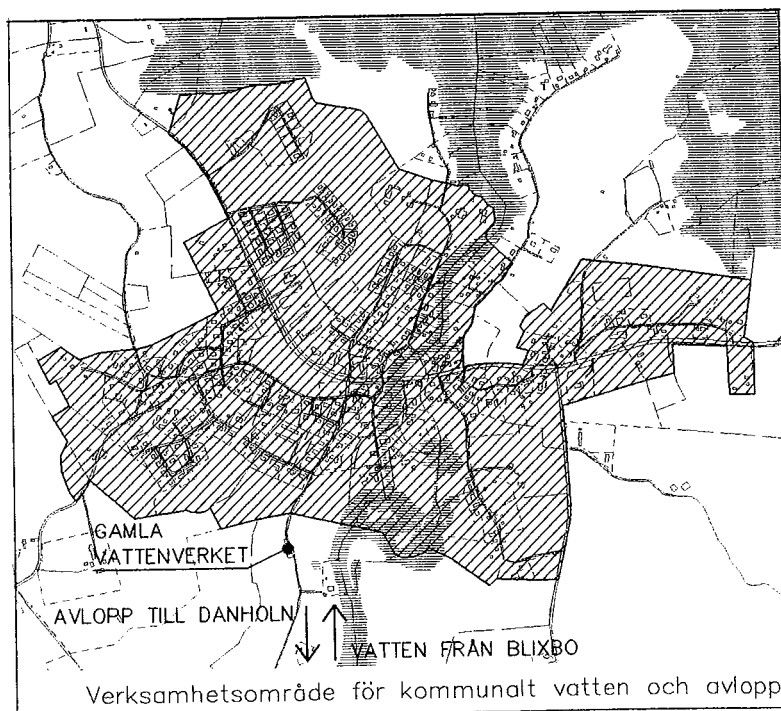 GAMLA
VATTENVERKET
AVLOPP TILL DANHOLN
VATTEN FRÅN BLIXBO
Verksamhetsområde för kommunalt vatten och avlopp